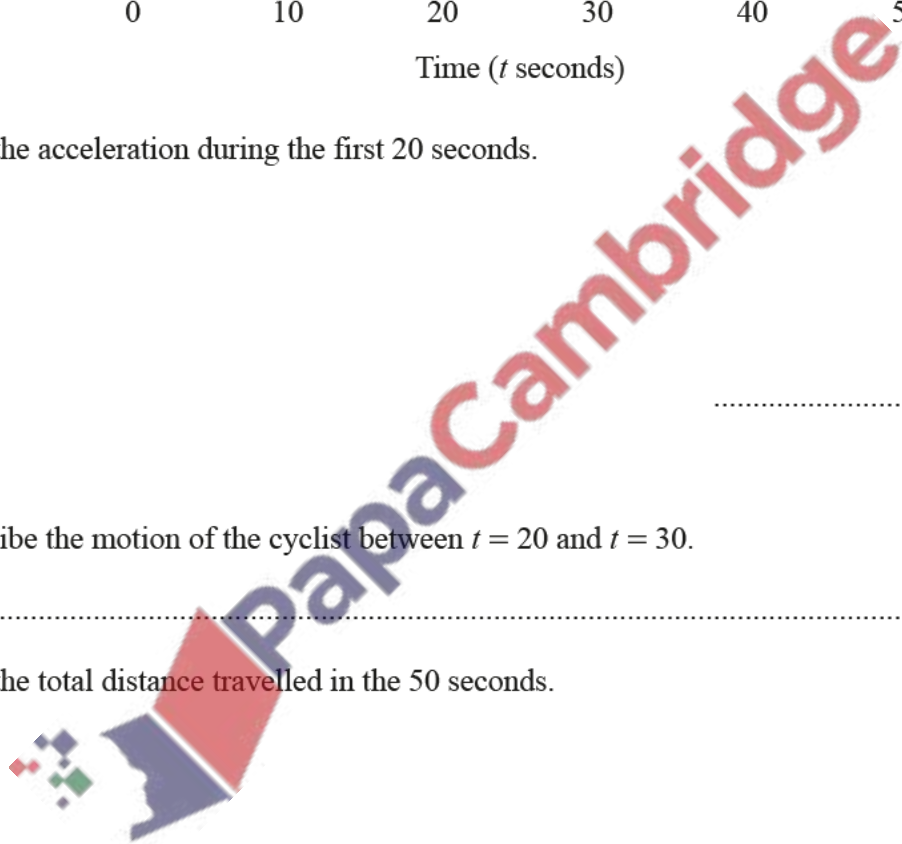 0 10 20 30 40 5
Time (t seconds)
he acceleration during the first 20 seconds.
....................
ibe the motion of the cyclist between t = 20 and t = 30.
....................
he total distance travelled in the 50 seconds.
PapaCambridge